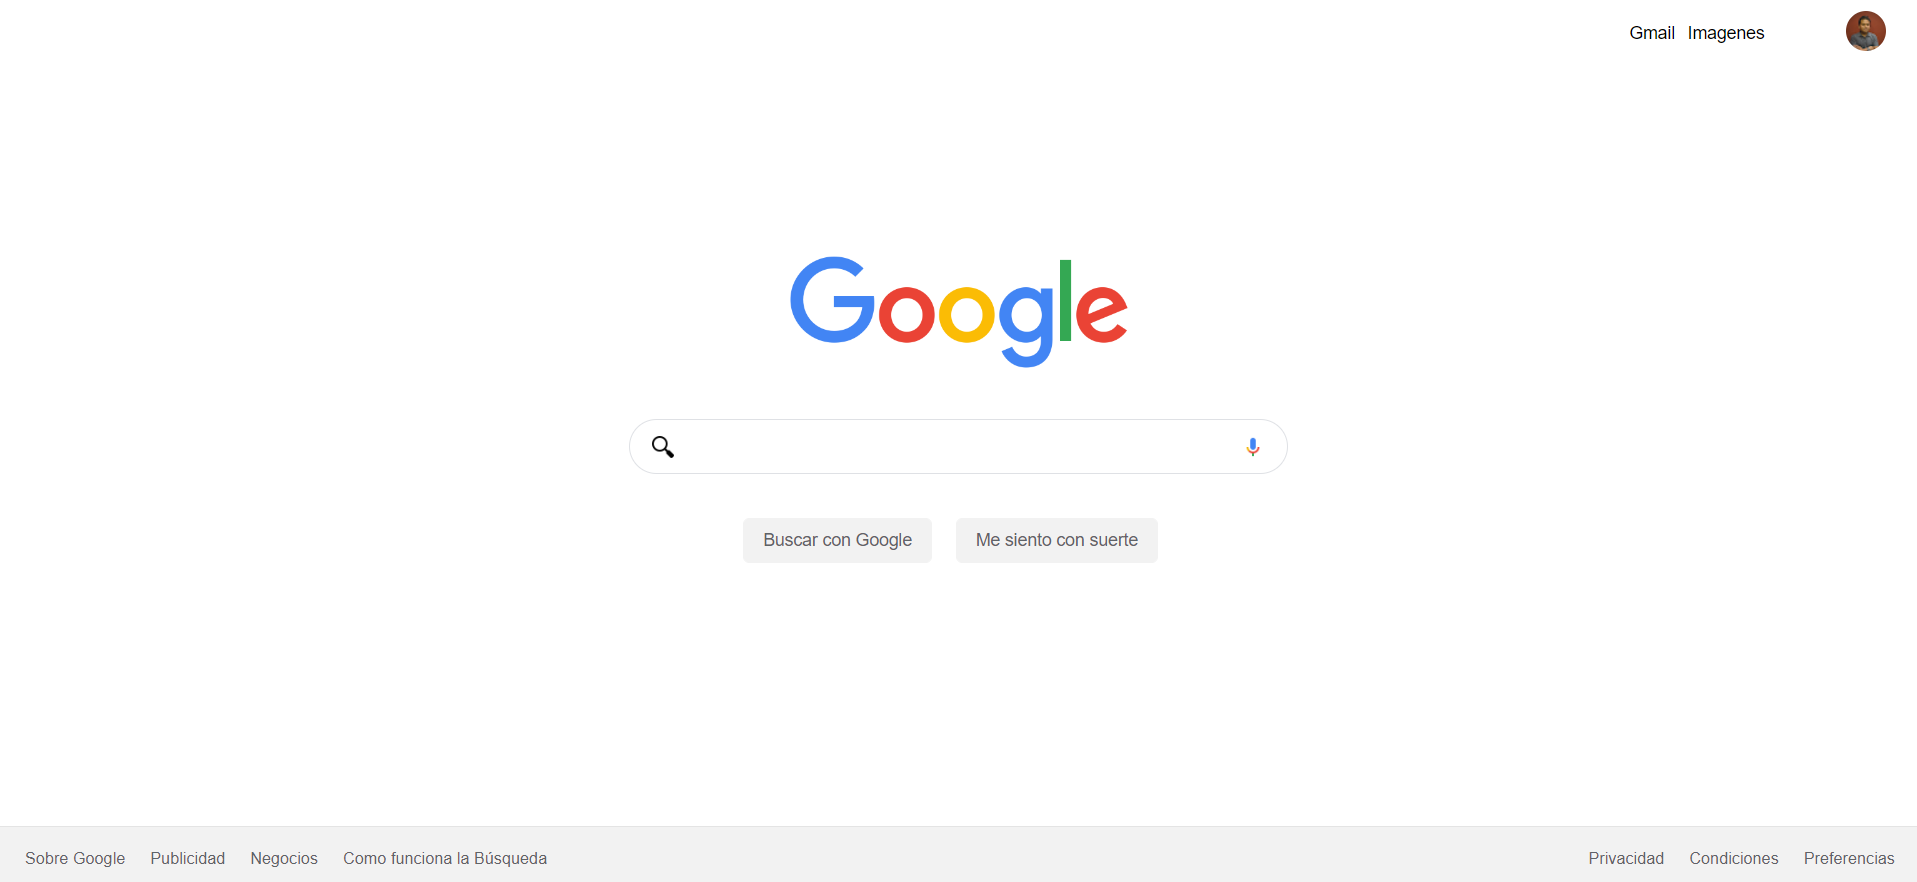 Gmail Imagenes
Google
Buscar con Google Me siento con suerte
Sobre Google Publicidad Negocios Como funciona la Búsqueda Privacidad Condiciones Preferencias